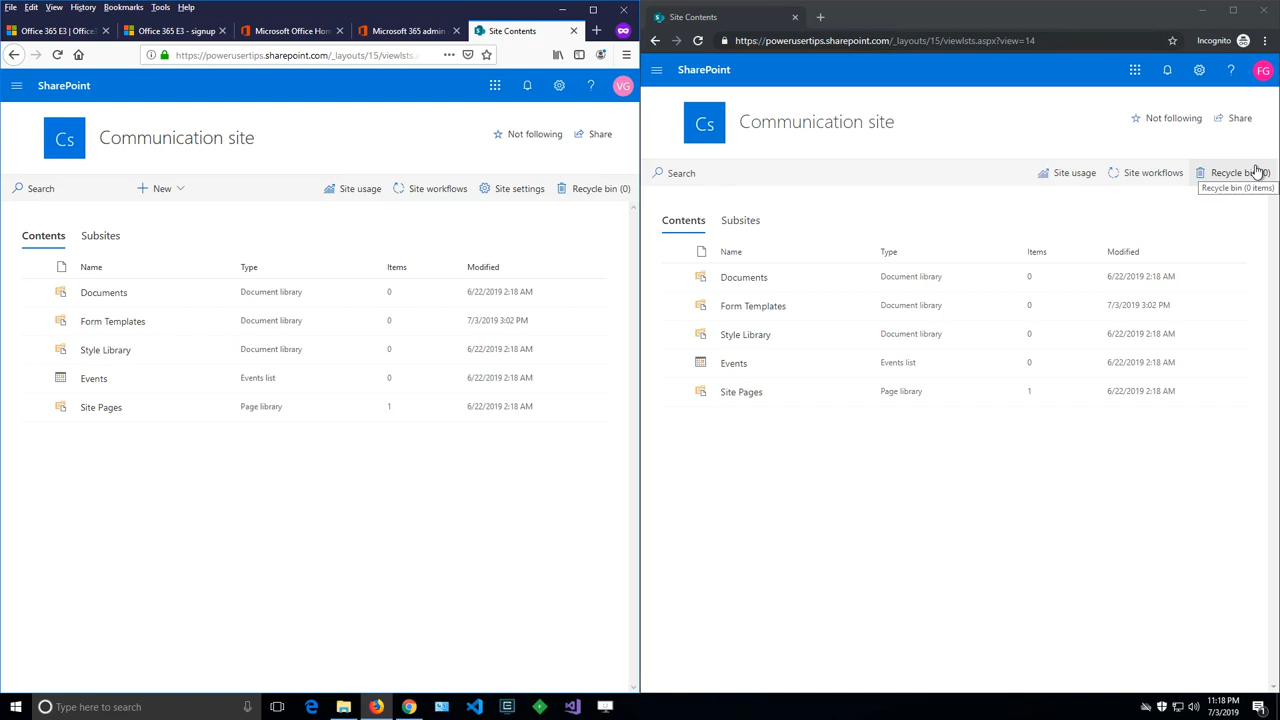 File Edit View History Bookmarks Tools Help
Office 365 E3 | Office3
Office 365 E3 - signup
Microsoft Office Hom
Microsoft 365 admin
Site Contents
https://powerusertips.sharepoint.com/_layouts/15/viewlsts.
SharePoint
VG
Cs
Communication site
Not following
Share
Search
New
Site usage
Site workflows
Site settings
Recycle bin (0)
Contents
Subsites
Name Type Items Modified
Documents Document library 0 6/22/2019 2:18 AM
Form Templates Document library 0 7/3/2019 3:02 PM
Style Library Document library 0 6/22/2019 2:18 AM
Events Events list 0 6/22/2019 2:18 AM
Site Pages Page library 1 6/22/2019 2:18 AM
Site Contents
https://powerusertips.sharepoint.com/_layouts/15/viewlsts.aspx?view=14
Incognito
SharePoint
FG
Cs
Communication site
Not following
Share
Search
Site usage
Site workflows
Recycle bin (0)
Recycle bin (0 items)
Contents
Subsites
Name Type Items Modified
Documents Document library 0 6/22/2019 2:18 AM
Form Templates Document library 0 7/3/2019 3:02 PM
Style Library Document library 0 6/22/2019 2:18 AM
Events Events list 0 6/22/2019 2:18 AM
Site Pages Page library 1 6/22/2019 2:18 AM
Type here to search
11:18 PM
7/3/2019